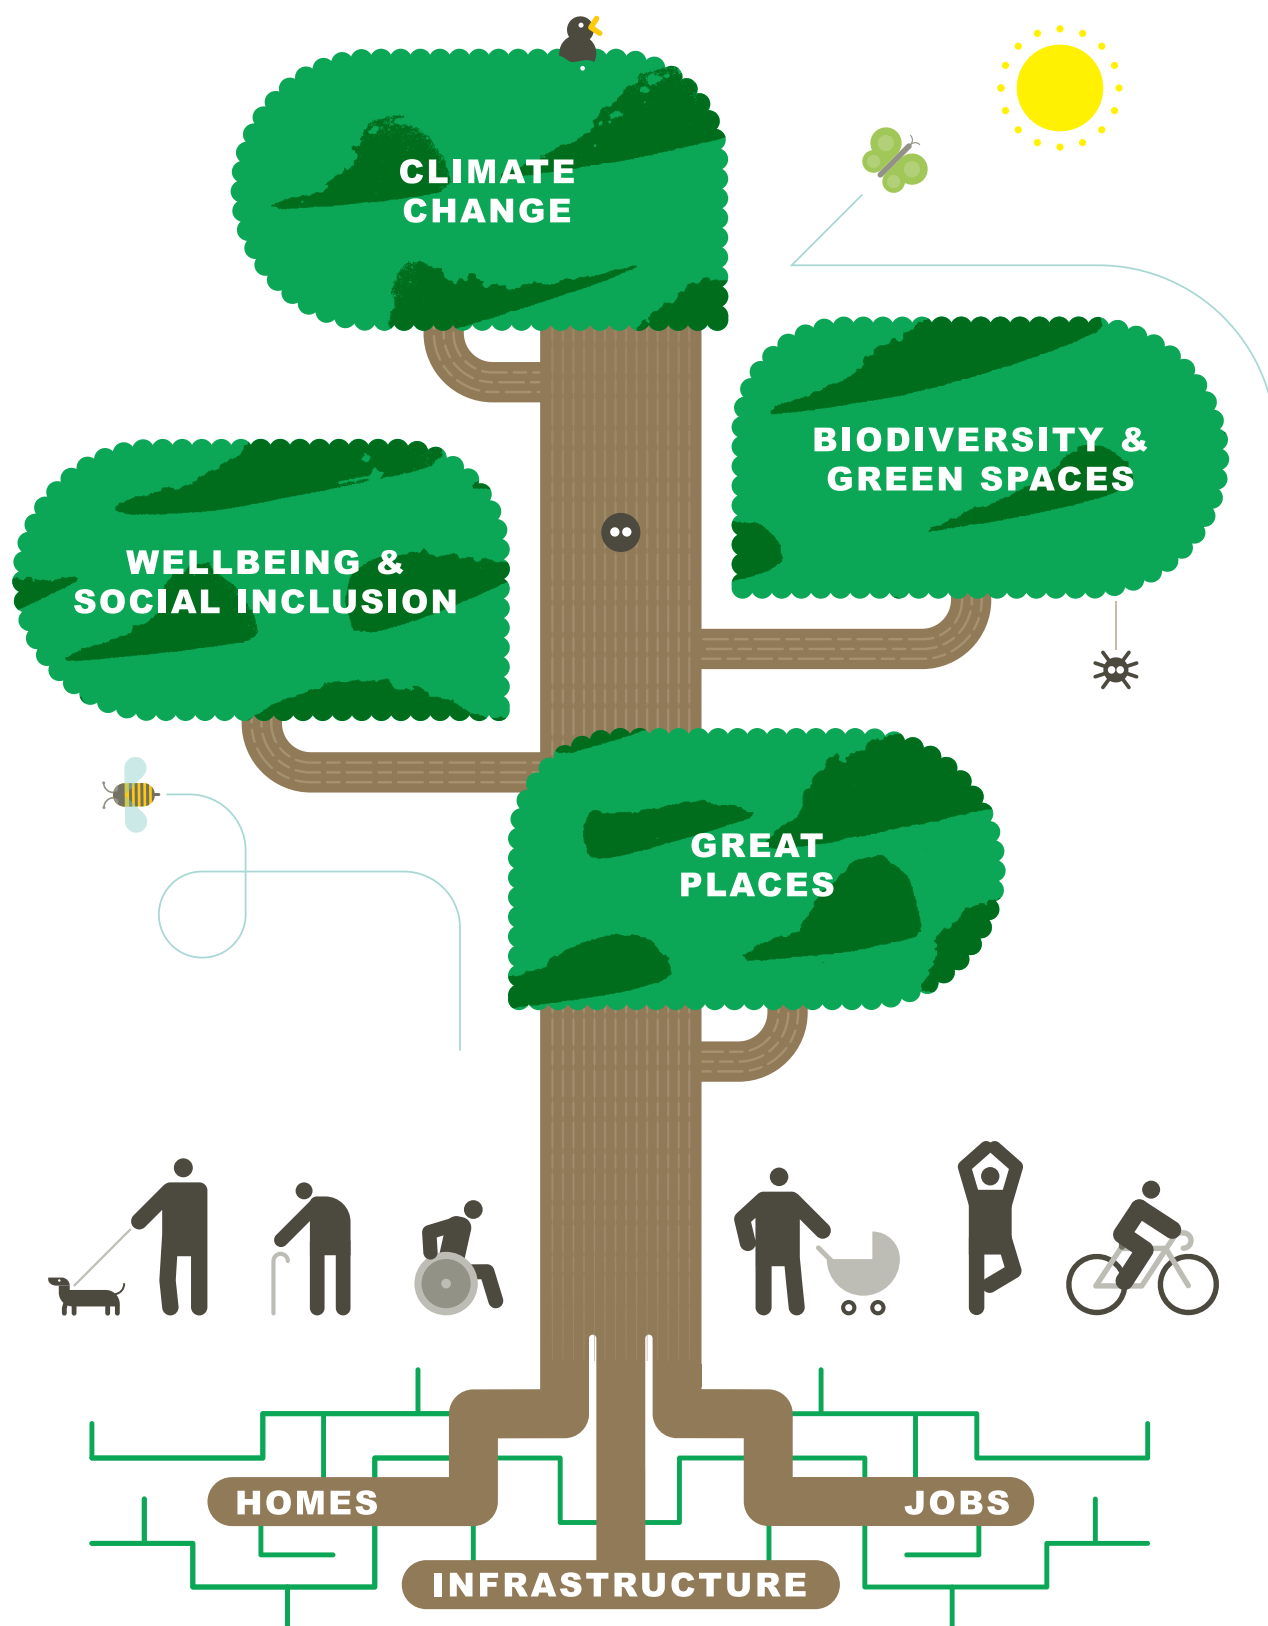 CLIMATE
CHANGE
BIODIVERSITY &
GREEN SPACES
WELLBEING &
SOCIAL INCLUSION
GREAT
PLACES
HOMES
JOBS
INFRASTRUCTURE